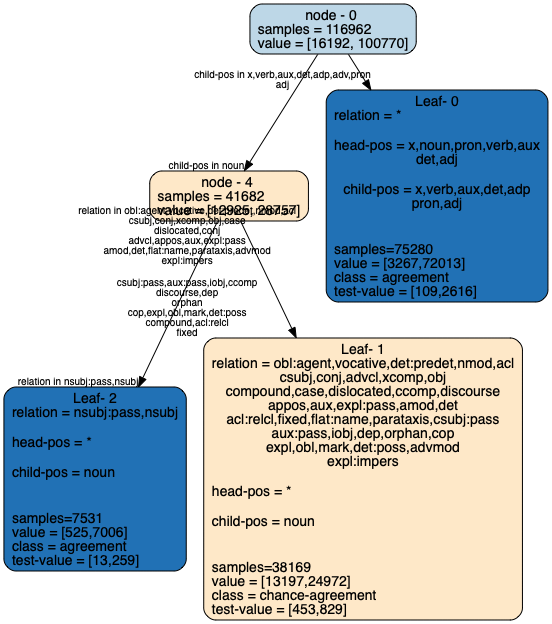 node - 0
samples = 116962
value = [16192, 100770]
child-pos in x,verb,aux,det,adp,adv,pron
adj
Leaf- 0
relation = *
head-pos = x,noun,pron,verb,aux
det,adj
child-pos = x,verb,aux,det,adp
pron,adj
samples=75280
value = [3267,72013]
class = agreement
test-value = [109,2616]
child-pos in noun
node - 4
samples = 41682
value = [12925, 28757]
relation in obl:agent,vocative,
csubj,conj,xcomp,obj,case
dislocated,conj
advcl,appos,aux,expl:pass
amod,det,flat:name,parataxis,advmod
expl:impers
csubj:pass,aux:pass,iobj,ccomp
discourse,dep
orphan
cop,expl,obl,mark,det:poss
compound,acl:relcl
fixed
relation in nsubj:pass,nsubj
Leaf- 2
relation = nsubj:pass,nsubj
head-pos = *
child-pos = noun
samples=7531
value = [525,7006]
class = agreement
test-value = [13,259]
Leaf- 1
relation = obl:agent,vocative,det:predet,nmod,acl
csubj,conj,advcl,xcomp,obj
compound,case,dislocated,ccomp,discourse
appos,aux,expl:pass,amod,det
acl:relcl,fixed,flat:name,parataxis,csubj:pass
aux:pass,iobj,dep,orphan,cop
expl,obl,mark,det:poss,advmod
expl:impers
head-pos = *
child-pos = noun
samples=38169
value = [13197,24972]
class = chance-agreement
test-value = [453,829]